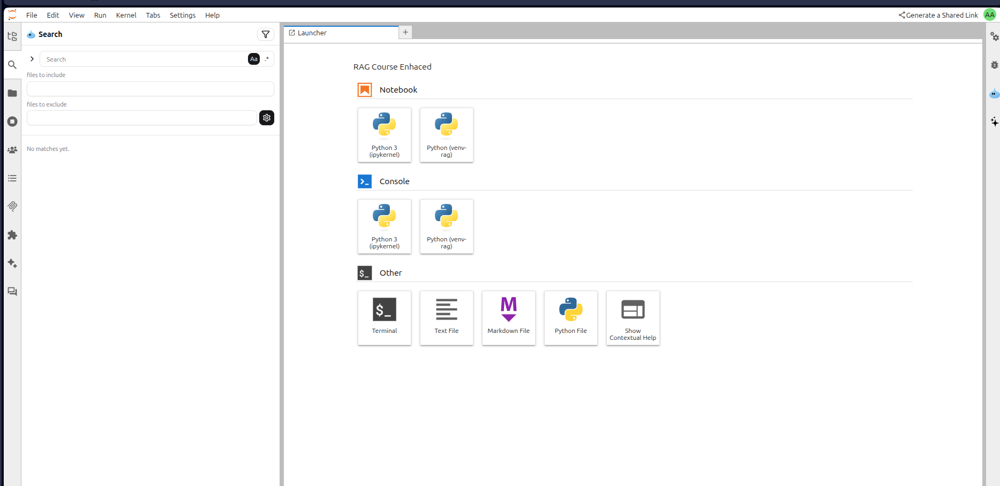 File Edit View Run Kernel Tabs Settings Help
Generate a Shared Link AA
Search
Launcher
Search Aa .*
files to include
files to exclude
No matches yet.
RAG Course Enhaced
Notebook
Python 3
(ipykernel)
Python (venv-
rag)
Console
Python 3
(ipykernel)
Python (venv-
rag)
$_ Other
$_
Terminal
Text File
M
Markdown File
Python File
Show
Contextual Help